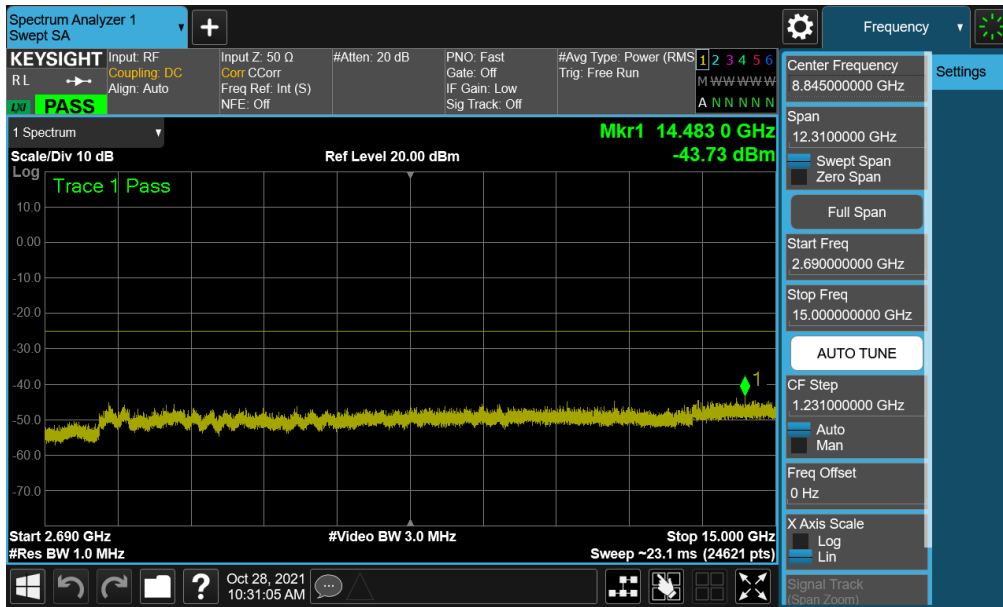 Spectrum Analyzer 1
Swept SA
Frequency
KEYSIGHT
R L
LXI PASS
Input: RF
Coupling: DC
Align: Auto
Input Z: 50 Ω
Corr CCorr
Freq Ref: Int (S)
NFE: Off
#Atten: 20 dB
PNO: Fast
Gate: Off
IF Gain: Low
Sig Track: Off
#Avg Type: Power (RMS
Trig: Free Run
1 2 3 4 5 6
M W W W W W
A N N N N N
1 Spectrum
Mkr1 14.483 0 GHz
Scale/Div 10 dB
Ref Level 20.00 dBm
-43.73 dBm
Log
Trace 1 Pass
10.0
0.00
-10.0
-20.0
-30.0
-40.0
-50.0
-60.0
-70.0
1
Start 2.690 GHz
#Video BW 3.0 MHz
Stop 15.000 GHz
#Res BW 1.0 MHz
Sweep ~23.1 ms (24621 pts)
Center Frequency
8.845000000 GHz
Settings
Span
12.3100000 GHz
Swept Span
Zero Span
Full Span
Start Freq
2.690000000 GHz
Stop Freq
15.000000000 GHz
AUTO TUNE
CF Step
1.231000000 GHz
Auto
Man
Freq Offset
0 Hz
X Axis Scale
Log
Lin
Signal Track
(Span Zoom)
?
Oct 28, 2021
10:31:05 AM